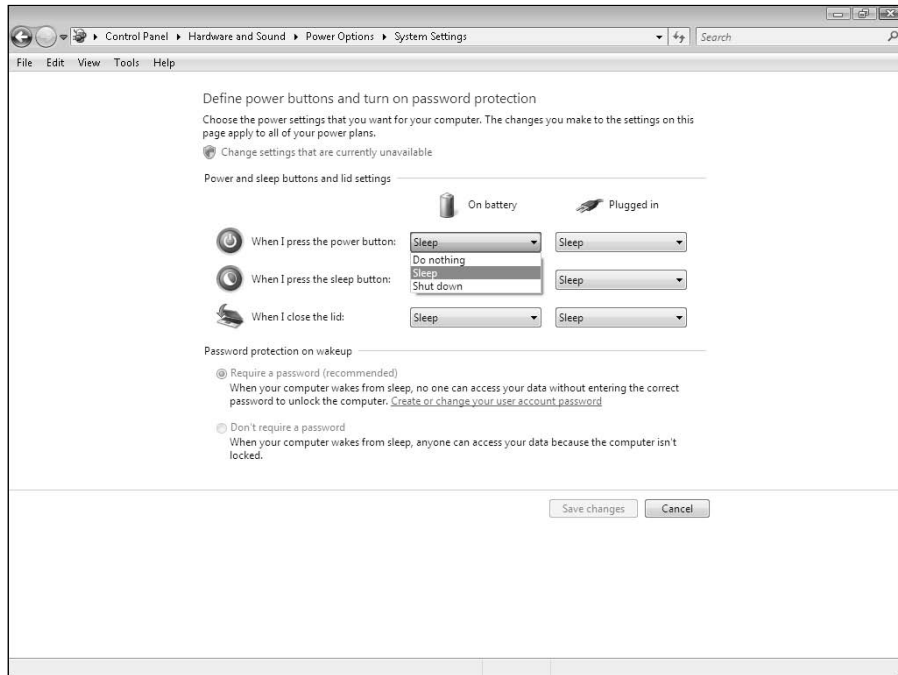 Control Panel ▸ Hardware and Sound ▸ Power Options ▸ System Settings
Search
File Edit View Tools Help
Define power buttons and turn on password protection
Choose the power settings that you want for your computer. The changes you make to the settings on this
page apply to all of your power plans.
Change settings that are currently unavailable
Power and sleep buttons and lid settings
On battery Plugged in
When I press the power button: Sleep Sleep
Do nothing
Sleep
Shut down
When I press the sleep button: Sleep
When I close the lid: Sleep Sleep
Password protection on wakeup
Require a password (recommended)
When your computer wakes from sleep, no one can access your data without entering the correct
password to unlock the computer. Create or change your user account password
Don't require a password
When your computer wakes from sleep, anyone can access your data because the computer isn't
locked.
Save changes Cancel